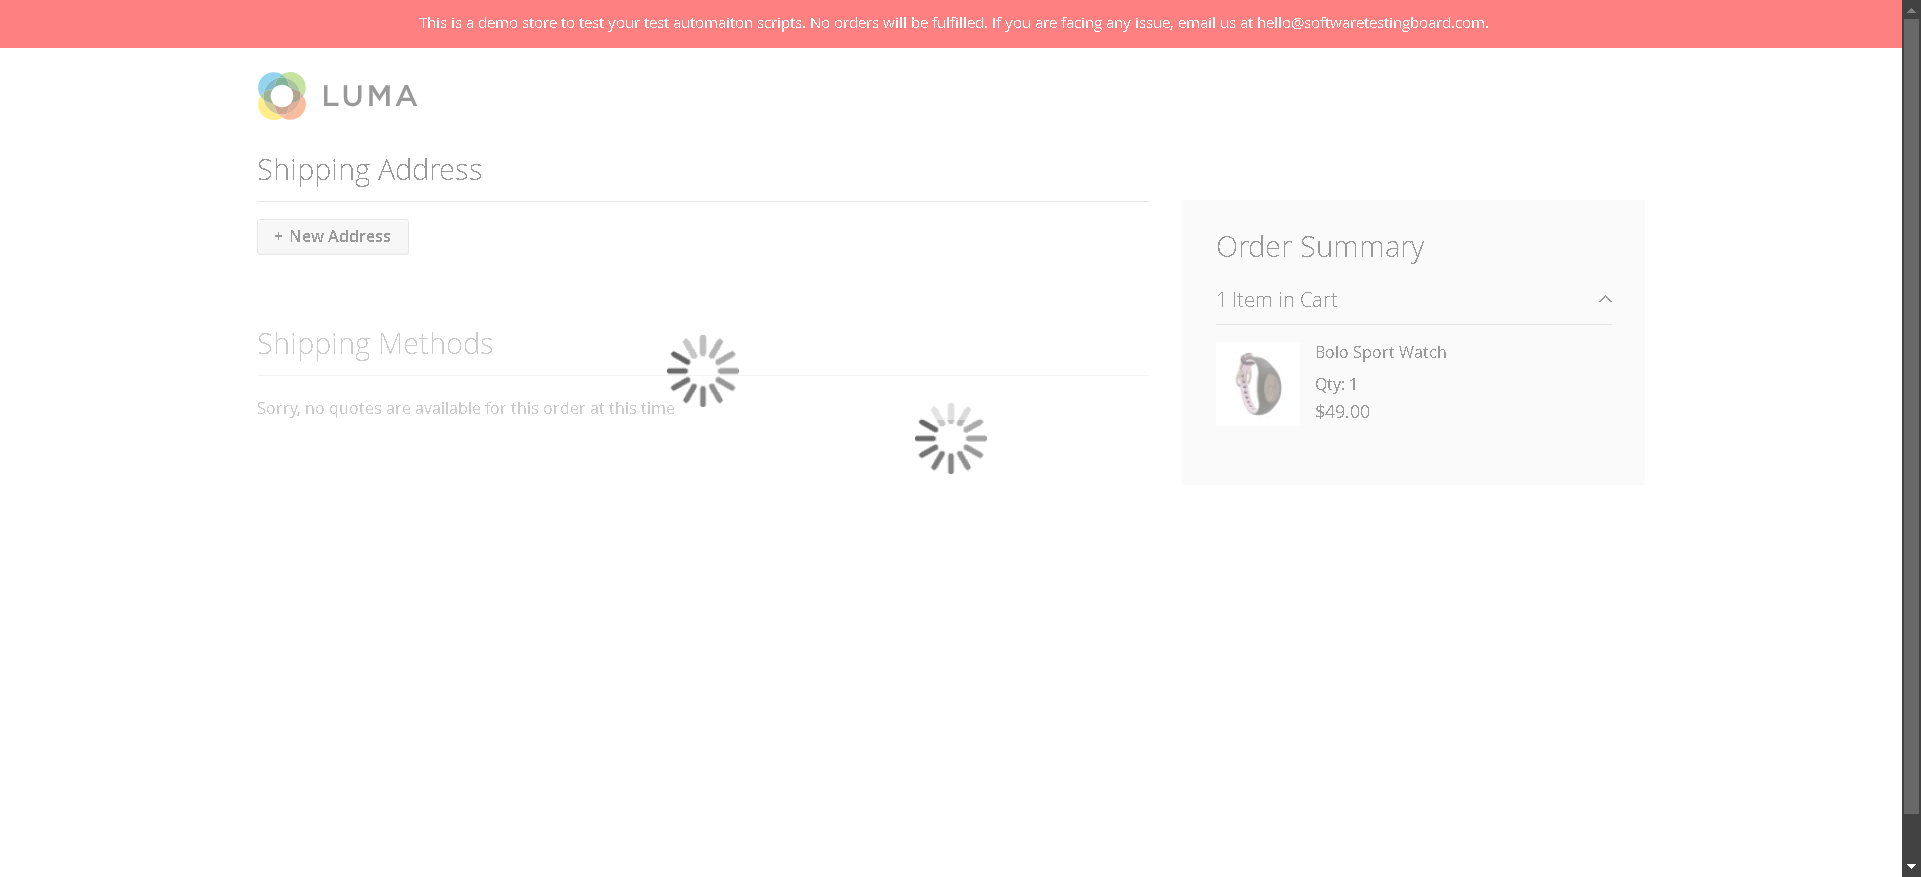 This is a demo store to test your test automaiton scripts. No orders will be fulfilled. If you are facing any issue, email us at hello@softwaretestingboard.com.
LUMA
Shipping Address
+ New Address
Shipping Methods
Sorry, no quotes are available for this order at this time
Order Summary
1 Item in Cart
Bolo Sport Watch
Qty: 1
$49.00